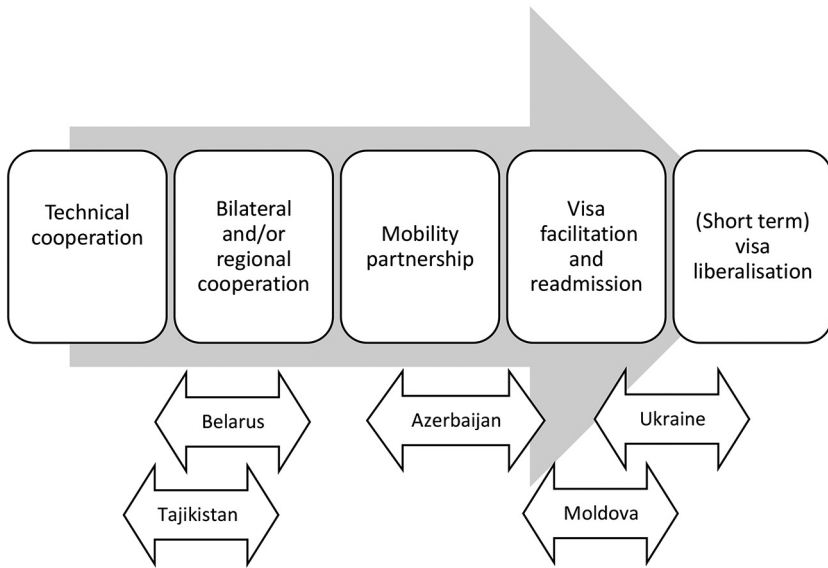 Technical
cooperation
Bilateral
and/or
regional
cooperation
Mobility
partnership
Visa
facilitation
and
readmission
(Short term)
visa
liberalisation
Belarus
Azerbaijan
Ukraine
Tajikistan
Moldova